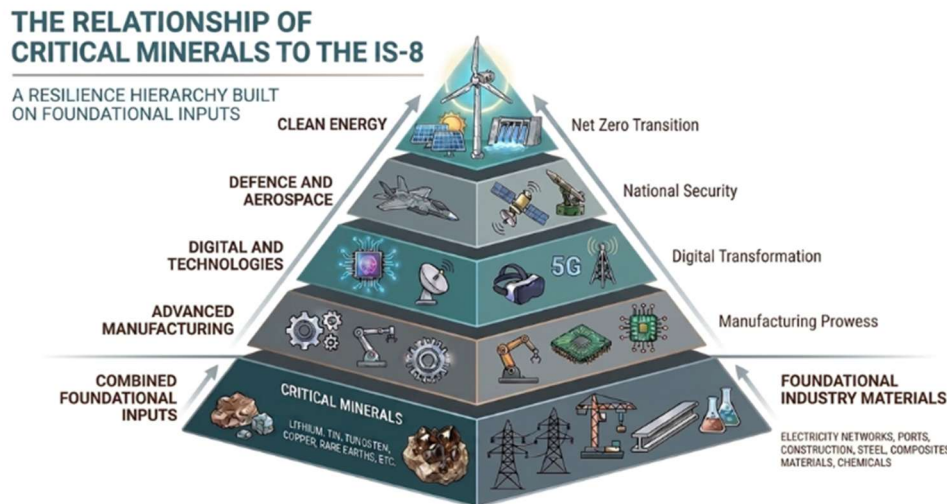 THE RELATIONSHIP OF
CRITICAL MINERALS TO THE IS-8
A RESILIENCE HIERARCHY BUILT
ON FOUNDATIONAL INPUTS
CLEAN ENERGY
Net Zero Transition
DEFENCE AND
AEROSPACE
National Security
DIGITAL AND
TECHNOLOGIES
5G
Digital Transformation
ADVANCED
MANUFACTURING
Manufacturing Prowess
COMBINED
FOUNDATIONAL
INPUTS
CRITICAL MINERALS
LITHIUM, TIN, TUNGSTEN,
COPPER, RARE EARTHS, ETC.
FOUNDATIONAL
INDUSTRY MATERIALS
ELECTRICITY NETWORKS, PORTS,
CONSTRUCTION, STEEL, COMPOSITES
MATERIALS, CHEMICALS